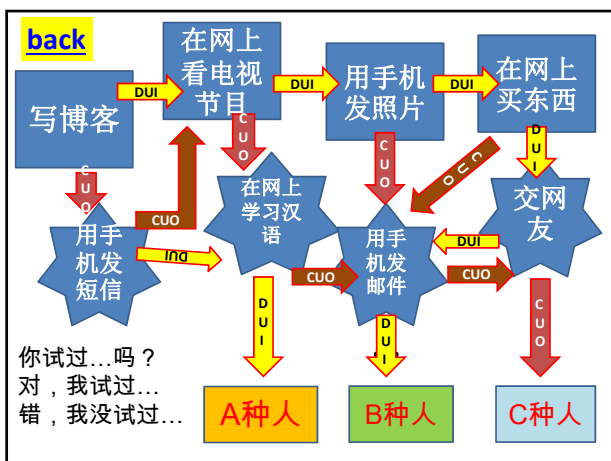 back
写博客
DUI
在网上
看电视
节目
DUI
用手机
发照片
DUI
在网上
买东西
CUO
CUO
CUO
CUO
DUI
用手
机发
短信
CUO
DUI
在网上
学习汉
语
CUO
用手
机发
邮件
DUI
CUO
交网
友
DUI
DUI
CUO
你试过…吗？
对，我试过…
错，我没试过…
A种人
B种人
C种人